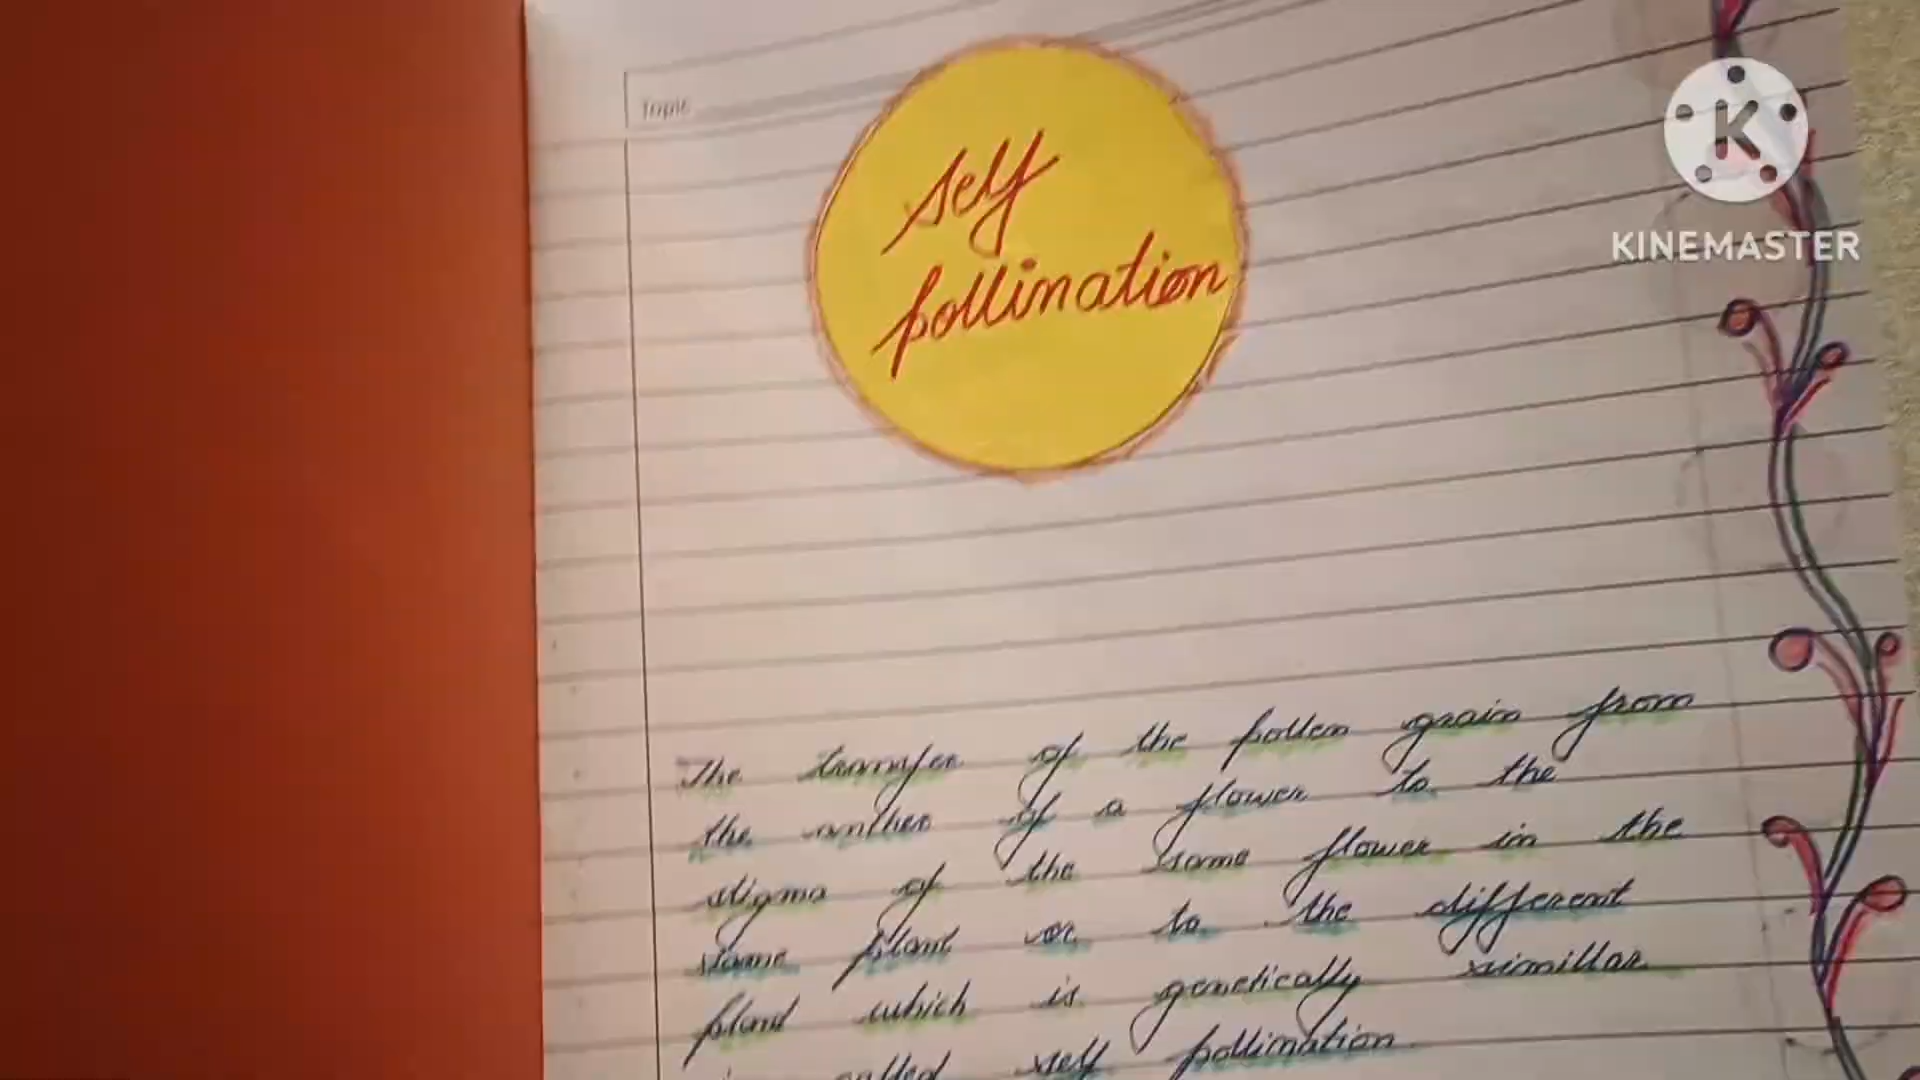 Topic
self
pollination
K
KINEMASTER
The transfer of the pollen grain from
the anther of a flower to the
stigma of the same flower in the
same plant or to the different
plant which is genetically simillar
is called self pollination